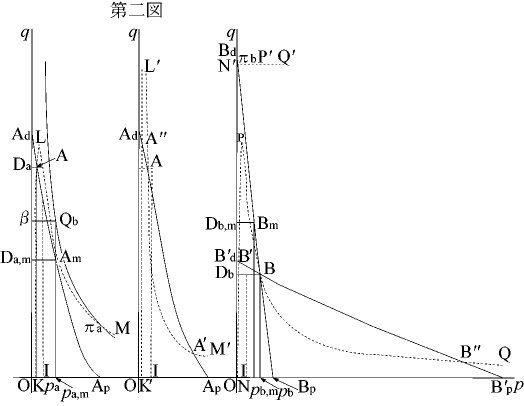 第二図
q q q
L′ Bd πb P′ Q′
N′
Ad L Ad A″ P
Da A A
β Qb Db,m Bm
Da,m Am B′d B′
Db B
πa M A′ M′ B″ Q
O K pa I Ap O K′ I Ap O N I pb,m pb Bp B′p p
pa,m